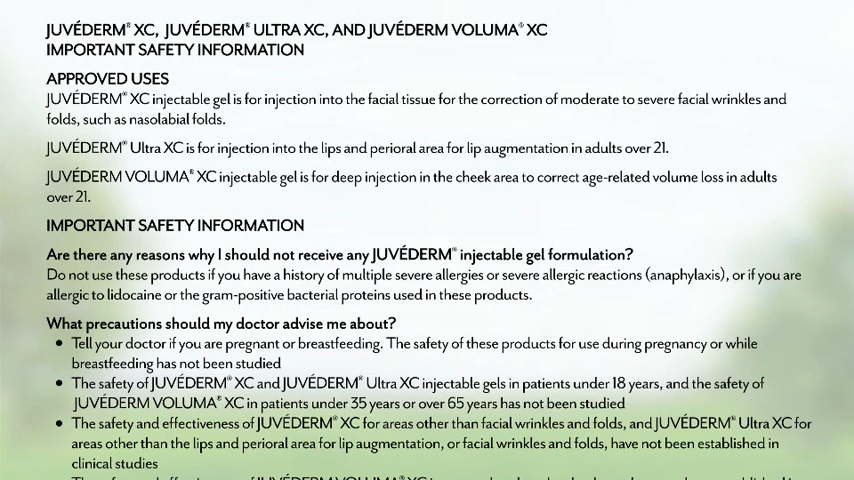 JUVÉDERM® XC, JUVÉDERM® ULTRA XC, AND JUVÉDERM VOLUMA® XC
IMPORTANT SAFETY INFORMATION
APPROVED USES
JUVÉDERM® XC injectable gel is for injection into the facial tissue for the correction of moderate to severe facial wrinkles and
folds, such as nasolabial folds.
JUVÉDERM® Ultra XC is for injection into the lips and perioral area for lip augmentation in adults over 21.
JUVÉDERM VOLUMA® XC injectable gel is for deep injection in the cheek area to correct age-related volume loss in adults
over 21.
IMPORTANT SAFETY INFORMATION
Are there any reasons why I should not receive any JUVÉDERM® injectable gel formulation?
Do not use these products if you have a history of multiple severe allergies or severe allergic reactions (anaphylaxis), or if you are
allergic to lidocaine or the gram-positive bacterial proteins used in these products.
What precautions should my doctor advise me about?
• Tell your doctor if you are pregnant or breastfeeding. The safety of these products for use during pregnancy or while
breastfeeding has not been studied
• The safety of JUVÉDERM® XC and JUVÉDERM® Ultra XC injectable gels in patients under 18 years, and the safety of
JUVÉDERM VOLUMA® XC in patients under 35 years or over 65 years has not been studied
• The safety and effectiveness of JUVÉDERM® XC for areas other than facial wrinkles and folds, and JUVÉDERM® Ultra XC for
areas other than the lips and perioral area for lip augmentation, or facial wrinkles and folds, have not been established in
clinical studies